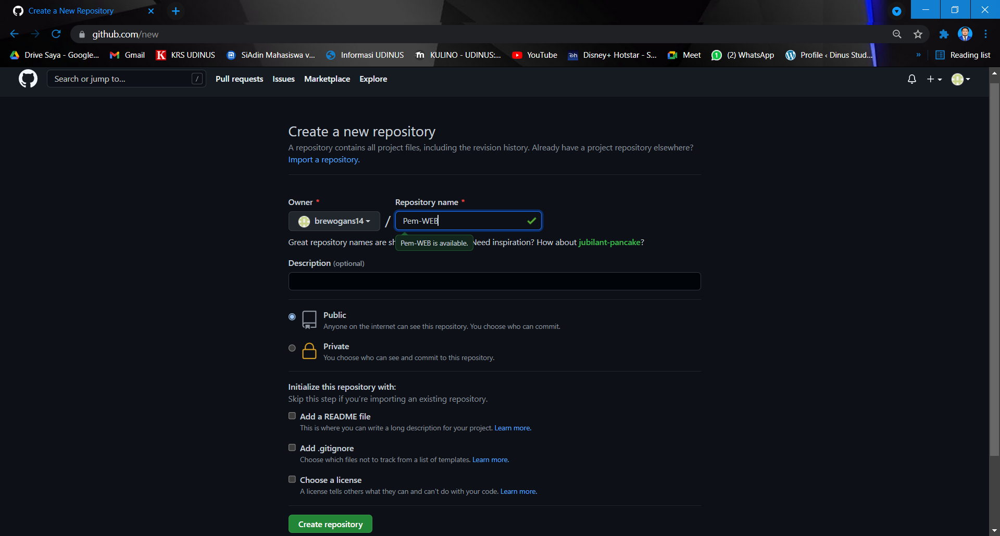 Create a New Repository
github.com/new
Drive Saya - Google...
Gmail
KRS UDINUS
SiAdin Mahasiswa v...
Informasi UDINUS
KULINO - UDINUS:...
YouTube
Disney+ Hotstar - S...
Meet
(2) WhatsApp
Profile ‹ Dinus Stud...
»
Reading list
Search or jump to...
/
Pull requests
Issues
Marketplace
Explore
Create a new repository
A repository contains all project files, including the revision history. Already have a project repository elsewhere?
Import a repository.
Owner *
Repository name *
brewogans14
/
Pem-WEB
Great repository names are Need inspiration? How about jubilant-pancake?
Pem-WEB is available.
Description (optional)
Public
Anyone on the internet can see this repository. You choose who can commit.
Private
You choose who can see and commit to this repository.
Initialize this repository with:
Skip this step if you're importing an existing repository.
Add a README file
This is where you can write a long description for your project. Learn more.
Add .gitignore
Choose which files not to track from a list of templates. Learn more.
Choose a license
A license tells others what they can and can't do with your code. Learn more.
Create repository